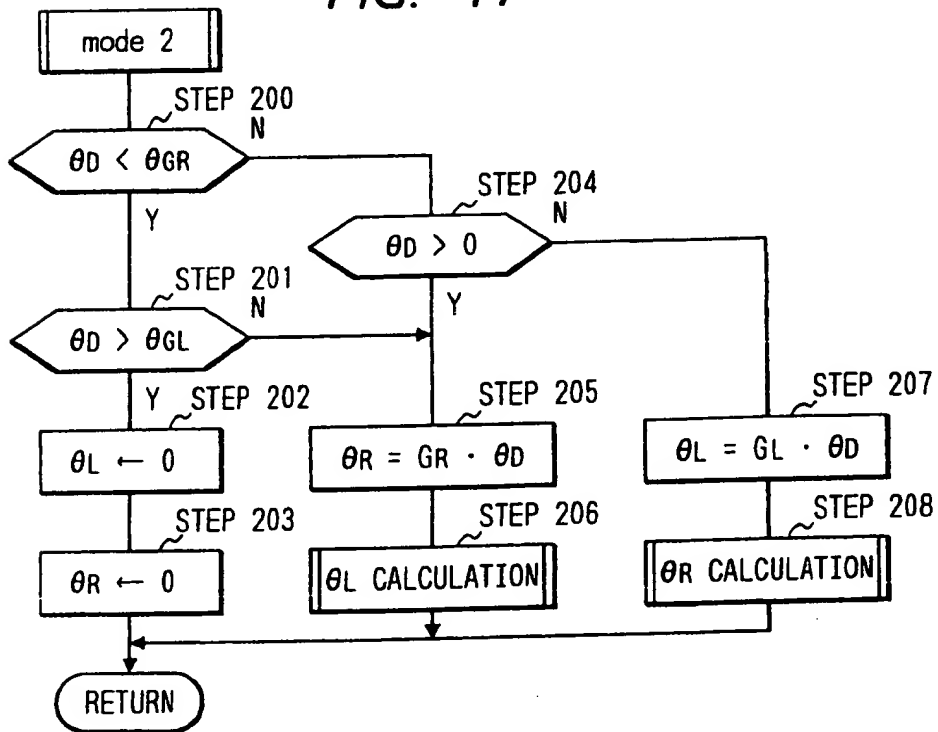 mode 2
STEP 200
N
θD < θGR
Y
STEP 204
N
θD > 0
Y
STEP 201
N
θD > θGL
Y
STEP 202
θL ← 0
STEP 205
θR = GR · θD
STEP 207
θL = GL · θD
STEP 203
θR ← 0
STEP 206
θL CALCULATION
STEP 208
θR CALCULATION
RETURN